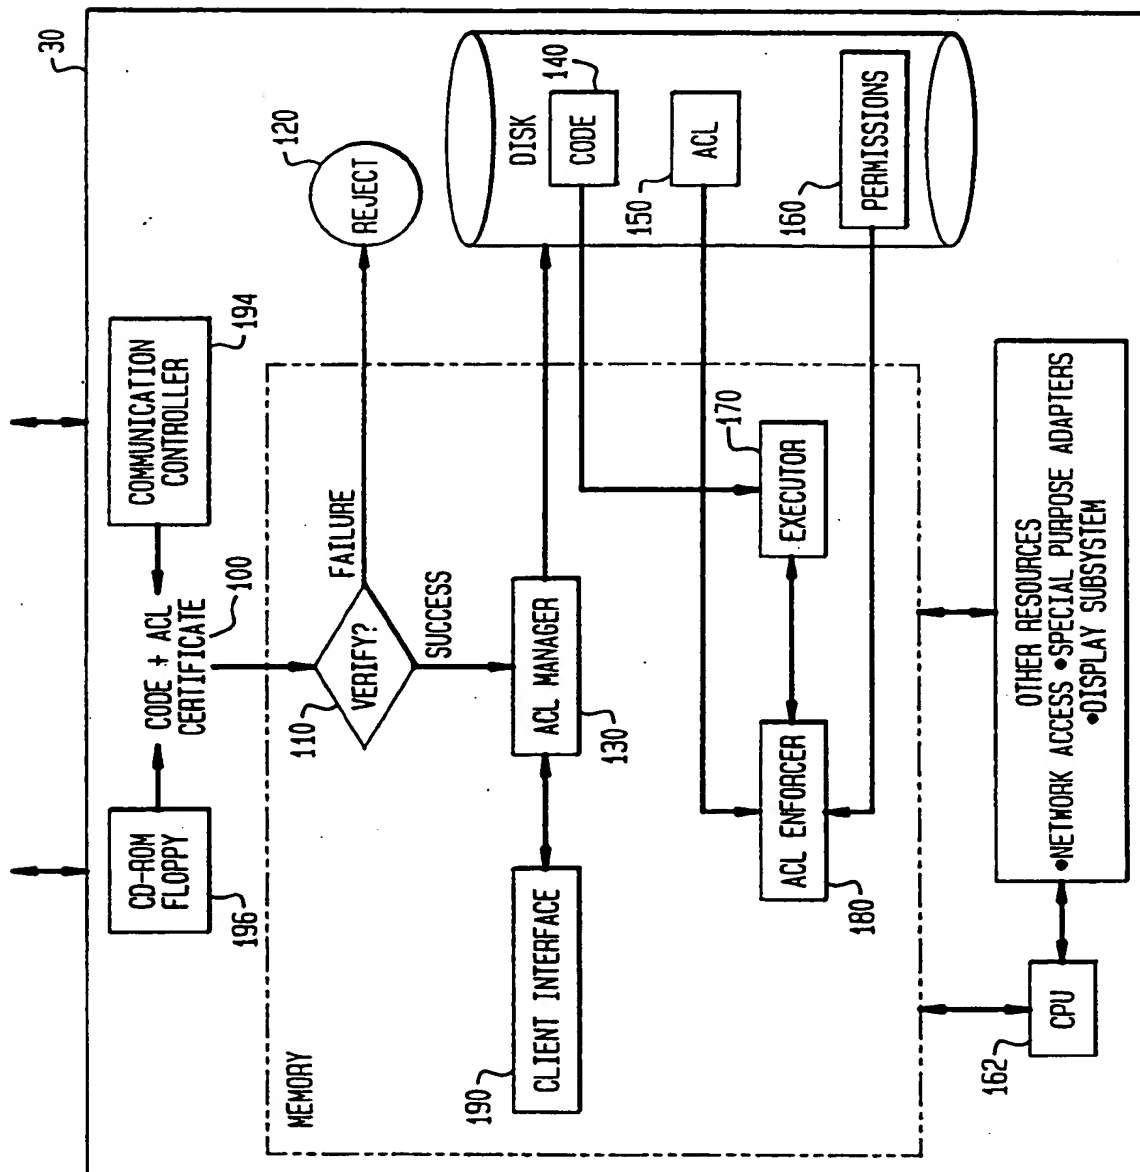 30
CD-ROM
FLOPPY
196
CODE + ACL
CERTIFICATE
100
COMMUNICATION
CONTROLLER
194
MEMORY
110
VERIFY?
FAILURE
SUCCESS
REJECT
120
190
CLIENT INTERFACE
ACL MANAGER
130
DISK
CODE
140
150
ACL
160
PERMISSIONS
EXECUTOR
170
ACL ENFORCER
180
162
CPU
OTHER RESOURCES
•NETWORK ACCESS •SPECIAL PURPOSE ADAPTERS
•DISPLAY SUBSYSTEM